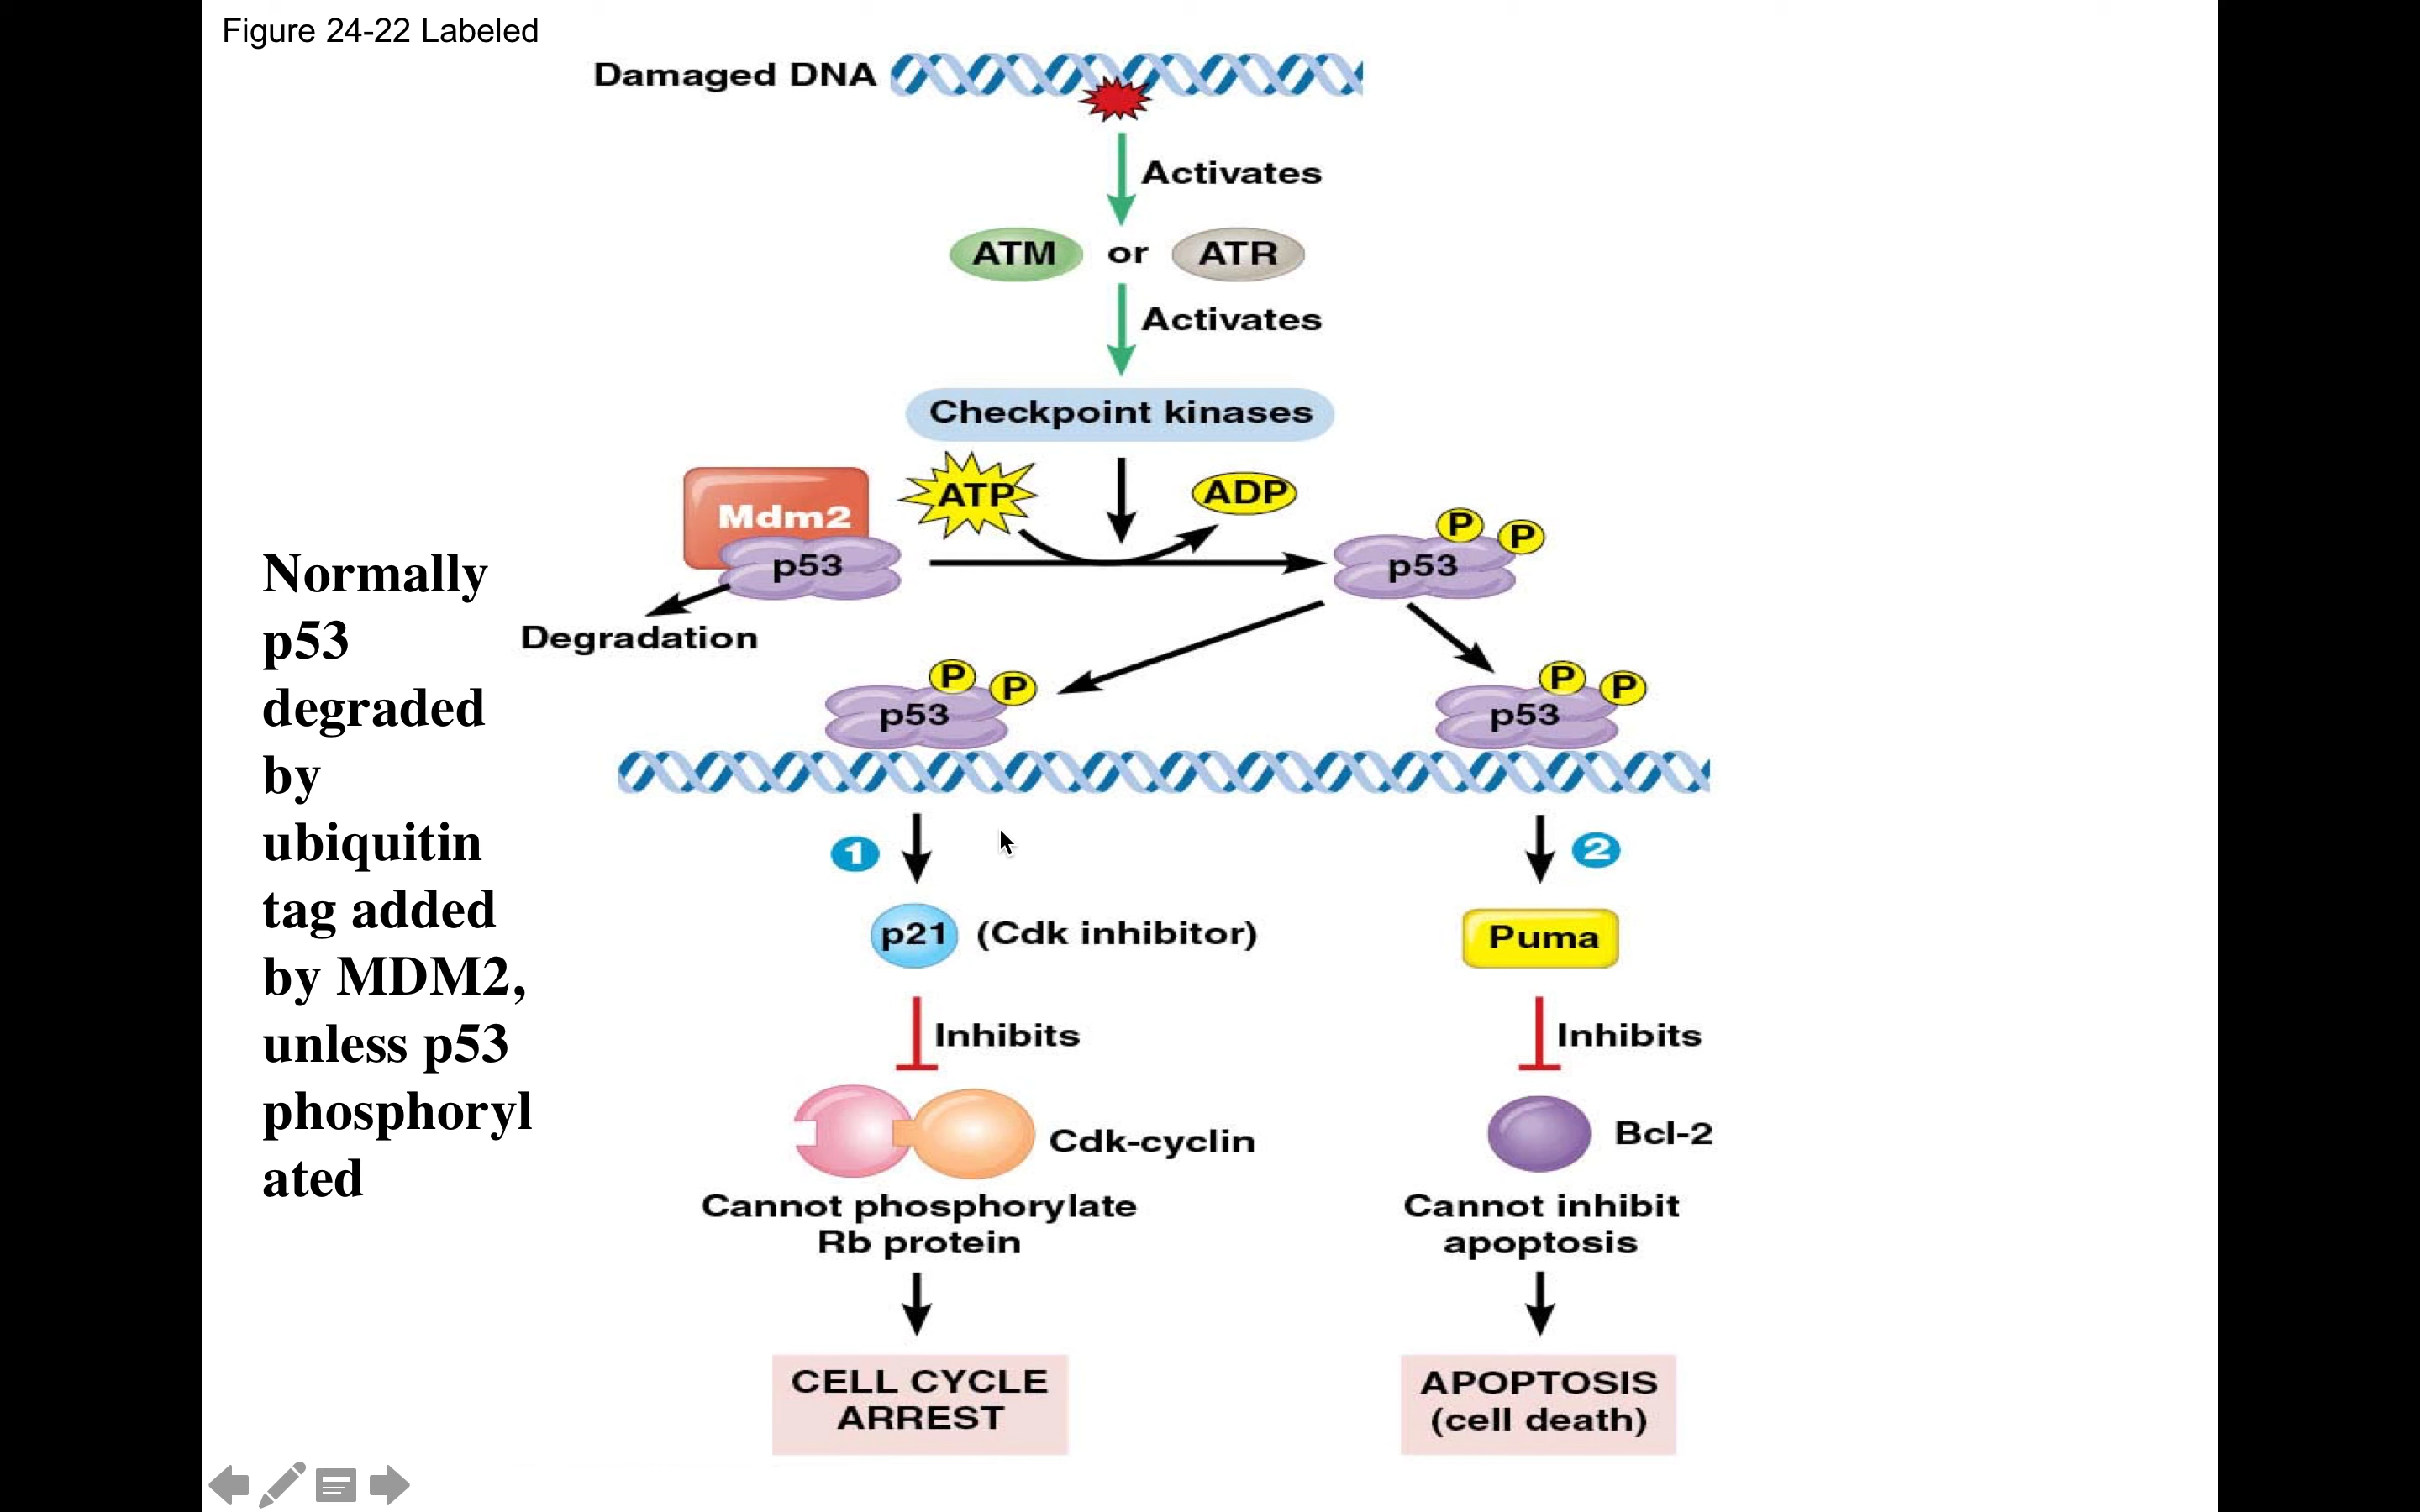 Figure 24-22 Labeled
Damaged DNA
Activates
ATM or ATR
Activates
Checkpoint kinases
Mdm2
ATP
ADP
p53
P
P
p53
Degradation
Normally
p53
degraded
by
ubiquitin
tag added
by MDM2,
unless p53
phosphoryl
ated
P
P
p53
P
P
p53
1
2
p21 (Cdk inhibitor)
Puma
Inhibits
Inhibits
Cdk-cyclin
Bcl-2
Cannot phosphorylate
Rb protein
Cannot inhibit
apoptosis
CELL CYCLE
ARREST
APOPTOSIS
(cell death)